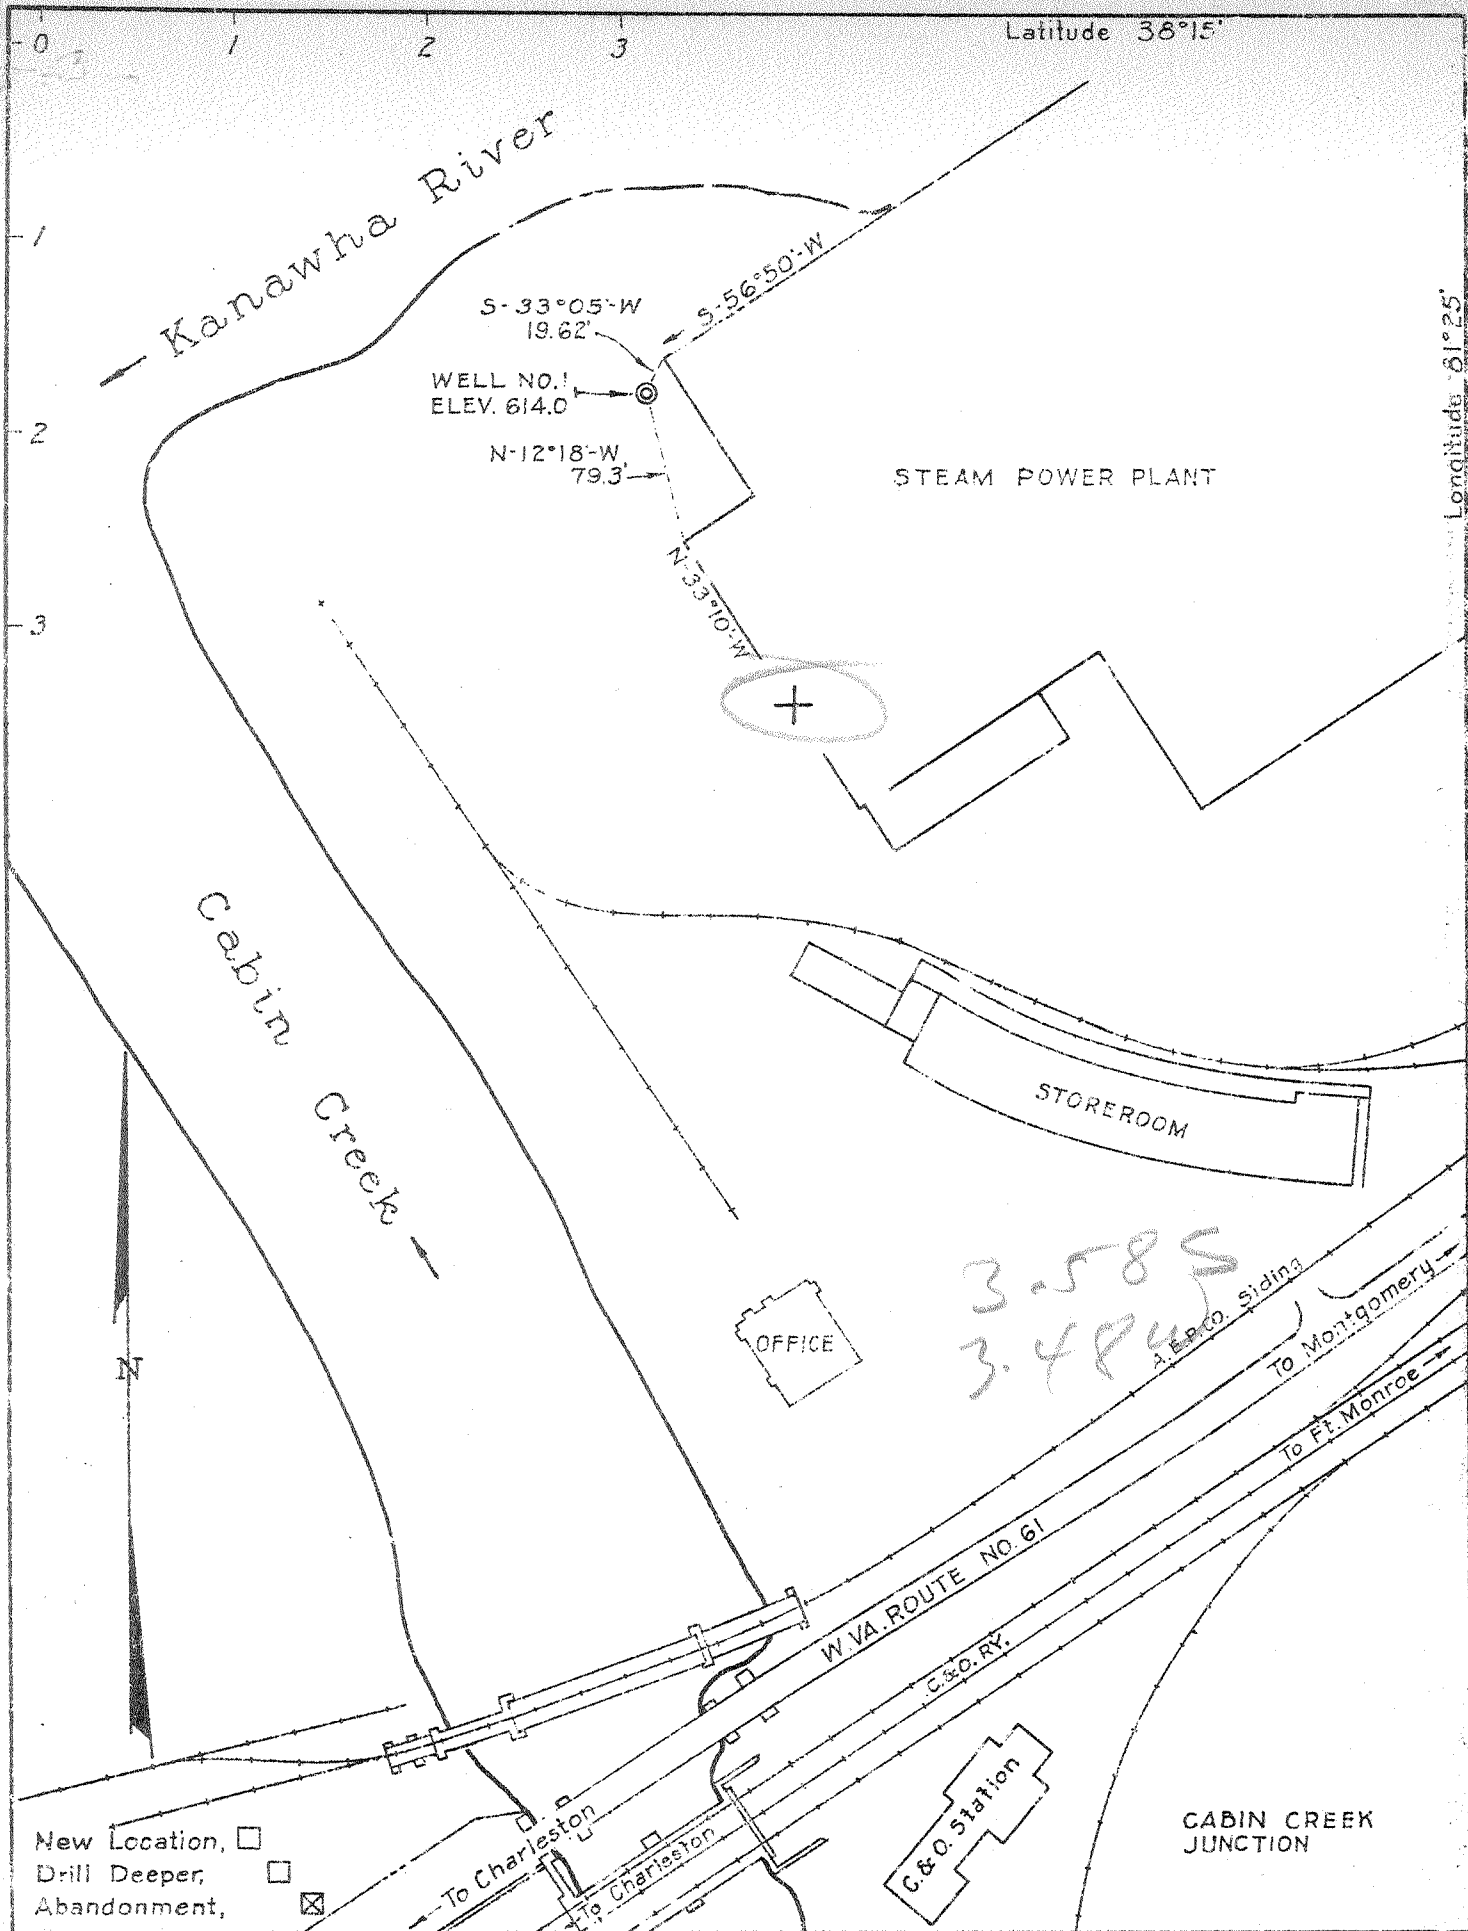 0 1 2 3 Latitude 38°15'
1
2
3
Kanawha River
S-56°50'-W
S-33°05'-W
19.62'
WELL NO.1
ELEV. 614.0
N-12°18'-W
79.3'
N-33°10'-W
STEAM POWER PLANT
Longitude 81°25'
Cabin Creek
STOREROOM
3.58 S
3.48 W
OFFICE
N
A.E.P.CO. Siding
To Montgomery
To Ft. Monroe
W. VA. ROUTE NO. 61
C.&O. RY.
C.&O. Station
To Charleston
To Charleston
CABIN CREEK
JUNCTION
New Location, ☐
Drill Deeper, ☐
Abandonment, ☒